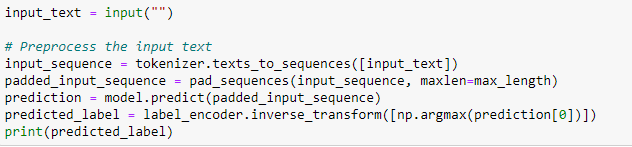 input_text = input("")
# Preprocess the input text
input_sequence = tokenizer.texts_to_sequences([input_text])
padded_input_sequence = pad_sequences(input_sequence, maxlen=max_length)
prediction = model.predict(padded_input_sequence)
predicted_label = label_encoder.inverse_transform([np.argmax(prediction[0])])
print(predicted_label)